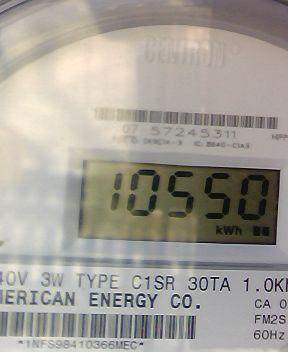 CENTRON®
07 57245311
10550
kWh
40V 3W TYPE C1SR 30TA 1.0K
MERICAN ENERGY CO.
CA 0
FM2S
60Hz
*1NFS98410366MEC*